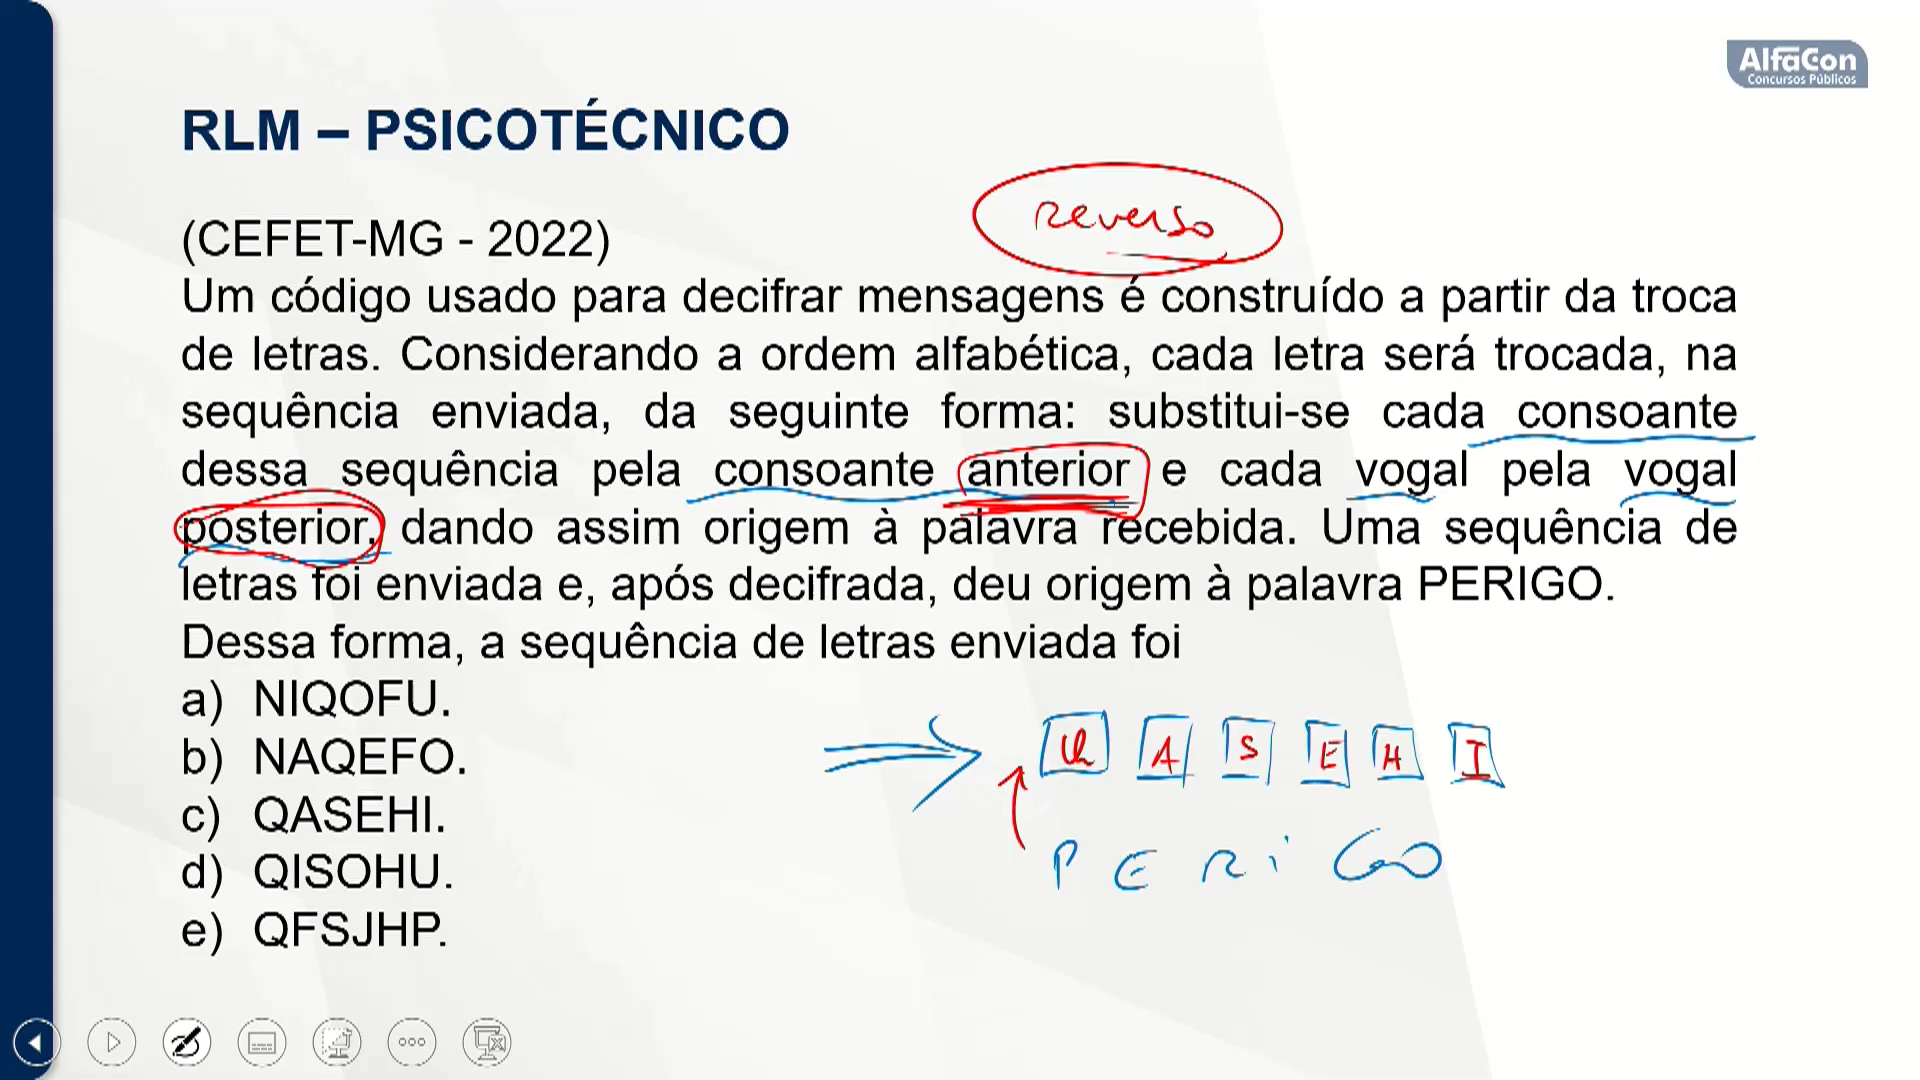 AlfaCon
Concursos Públicos
RLM – PSICOTÉCNICO
reverso
(CEFET-MG - 2022)
Um código usado para decifrar mensagens é construído a partir da troca
de letras. Considerando a ordem alfabética, cada letra será trocada, na
sequência enviada, da seguinte forma: substitui-se cada consoante
dessa sequência pela consoante anterior e cada vogal pela vogal
posterior, dando assim origem à palavra recebida. Uma sequência de
letras foi enviada e, após decifrada, deu origem à palavra PERIGO.
Dessa forma, a sequência de letras enviada foi
a) NIQOFU.
b) NAQEFO.
c) QASEHI.
d) QISOHU.
e) QFSJHP.
Q A S E H I
P E R i G O